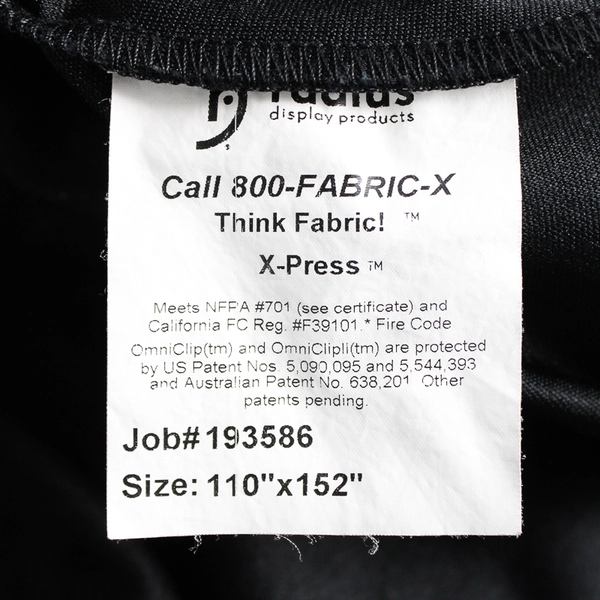 radius
display products
Call 800-FABRIC-X
Think Fabric! ™
X-Press ™
Meets NFPA #701 (see certificate) and
California FC Reg. #F39101.* Fire Code
OmniClip(tm) and OmniClipIi(tm) are protected
by US Patent Nos. 5,090,095 and 5,544,393
and Australian Patent No. 638,201. Other
patents pending.
Job# 193586
Size: 110"x152"